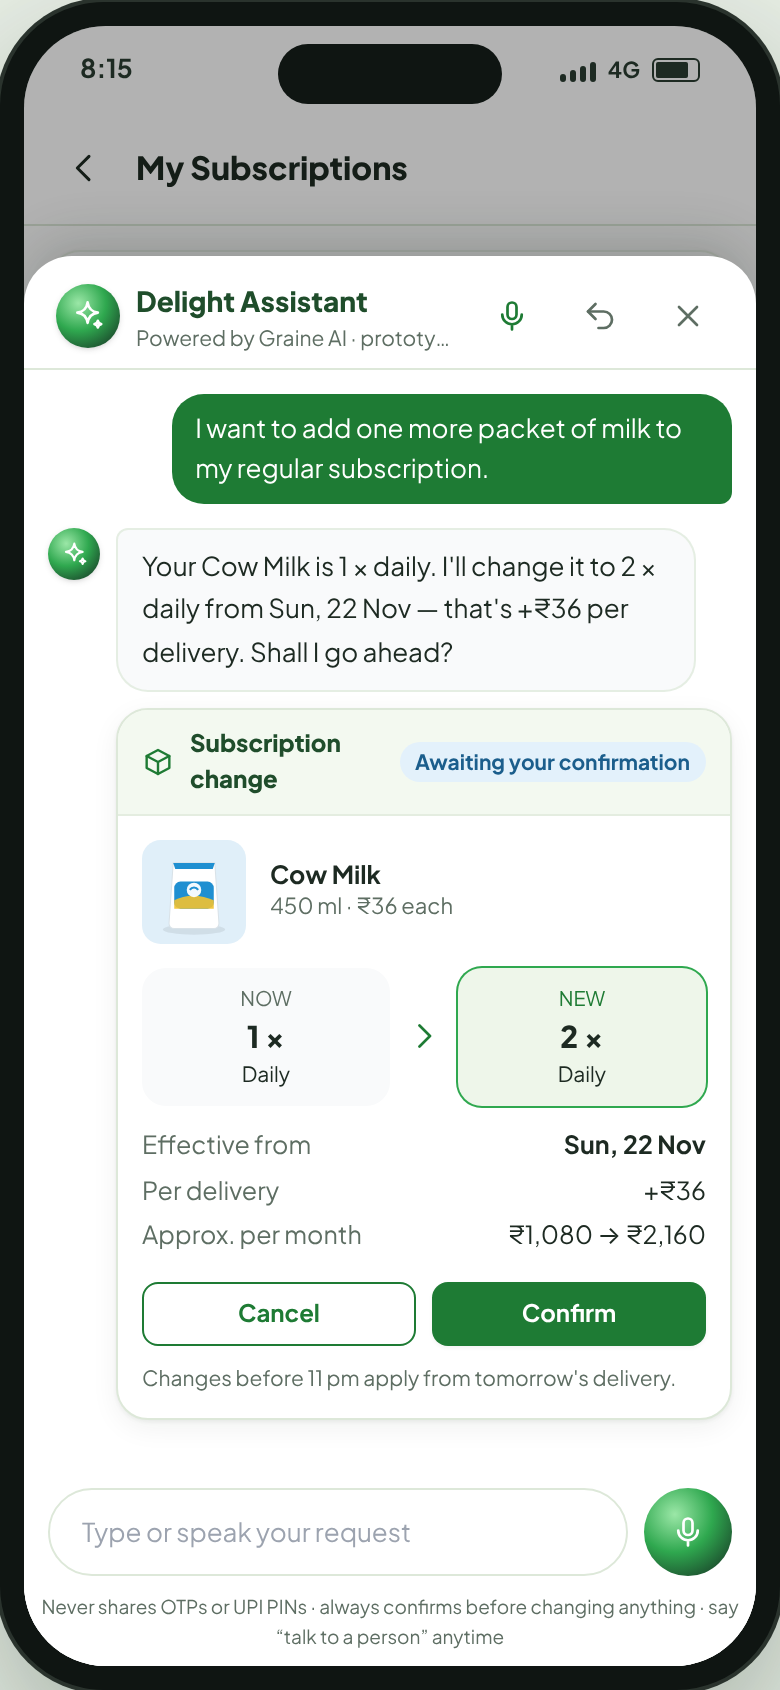 8:15
4G
My Subscriptions
Delight Assistant
Powered by Graine AI · prototy…
I want to add one more packet of milk to
my regular subscription.
Your Cow Milk is 1 × daily. I'll change it to 2 ×
daily from Sun, 22 Nov — that's +₹36 per
delivery. Shall I go ahead?
Subscription
change
Awaiting your confirmation
Cow Milk
450 ml · ₹36 each
NOW
1 ×
Daily
NEW
2 ×
Daily
Effective from
Sun, 22 Nov
Per delivery
+₹36
Approx. per month
₹1,080 → ₹2,160
Cancel
Confirm
Changes before 11 pm apply from tomorrow's delivery.
Type or speak your request
Never shares OTPs or UPI PINs · always confirms before changing anything · say
“talk to a person” anytime